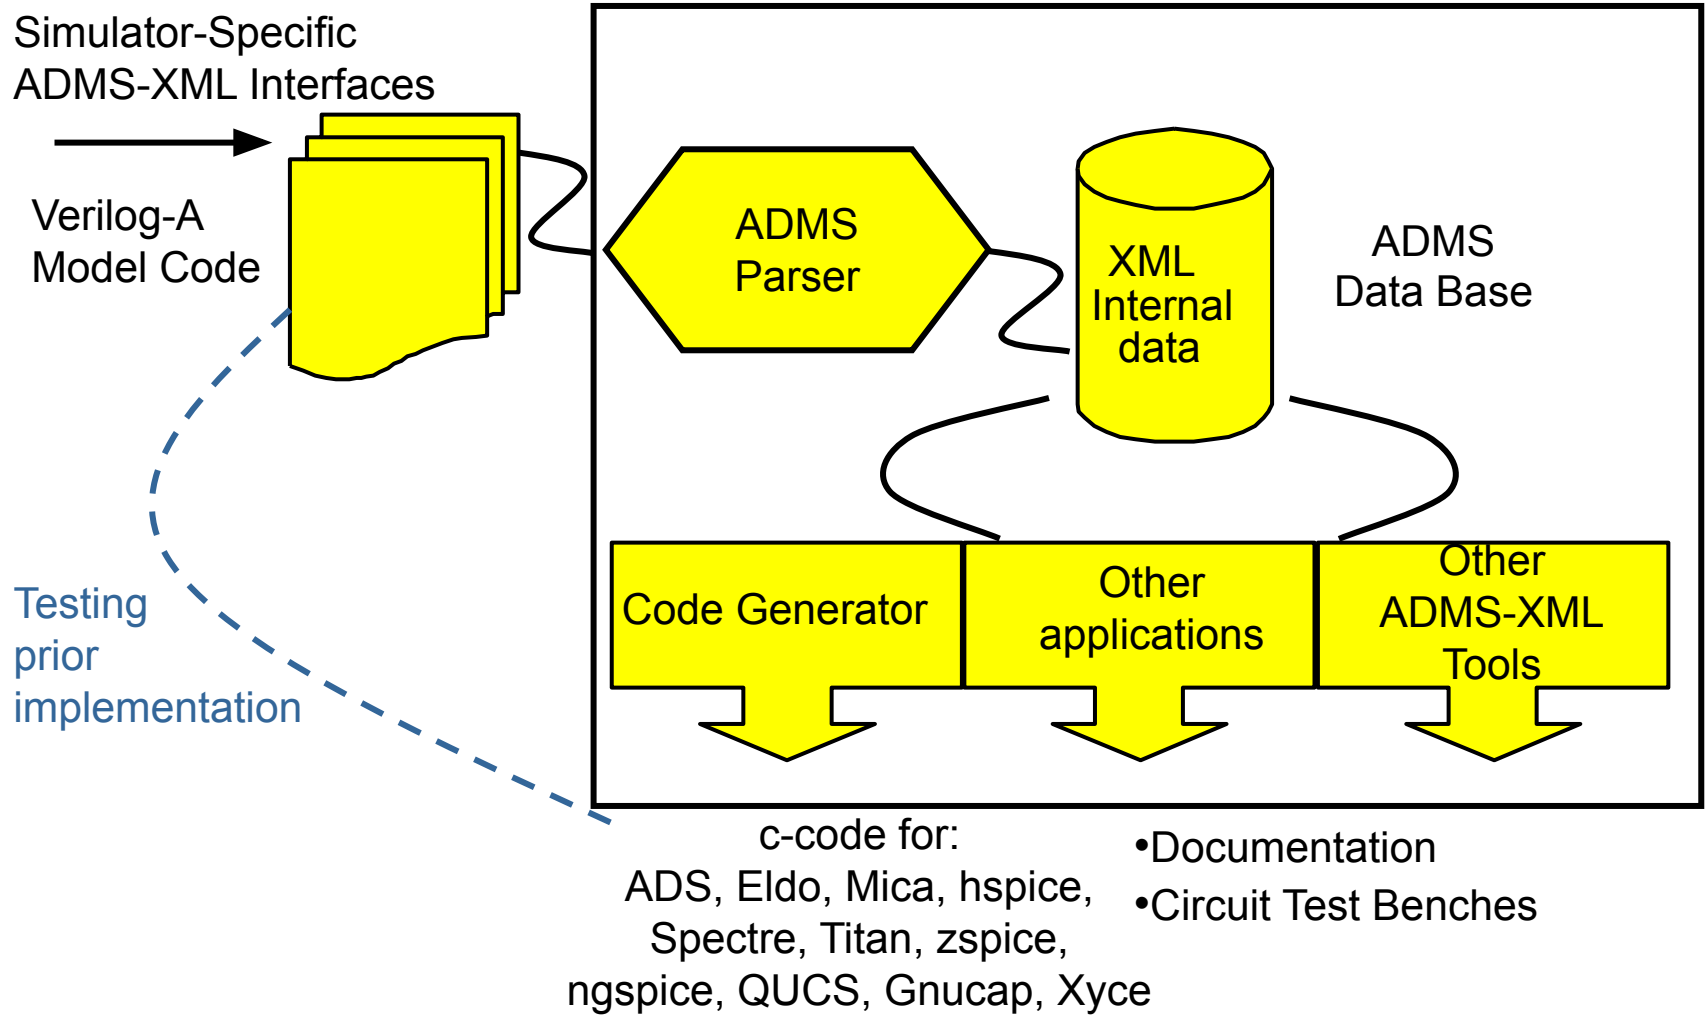 Simulator-Specific
ADMS-XML Interfaces
Verilog-A
Model Code
ADMS
Parser
XML
Internal
data
ADMS
Data Base
Code Generator
Other
applications
Other
ADMS-XML
Tools
Testing
prior
implementation
c-code for:
ADS, Eldo, Mica, hspice,
Spectre, Titan, zspice,
ngspice, QUCS, Gnucap, Xyce
•Documentation
•Circuit Test Benches